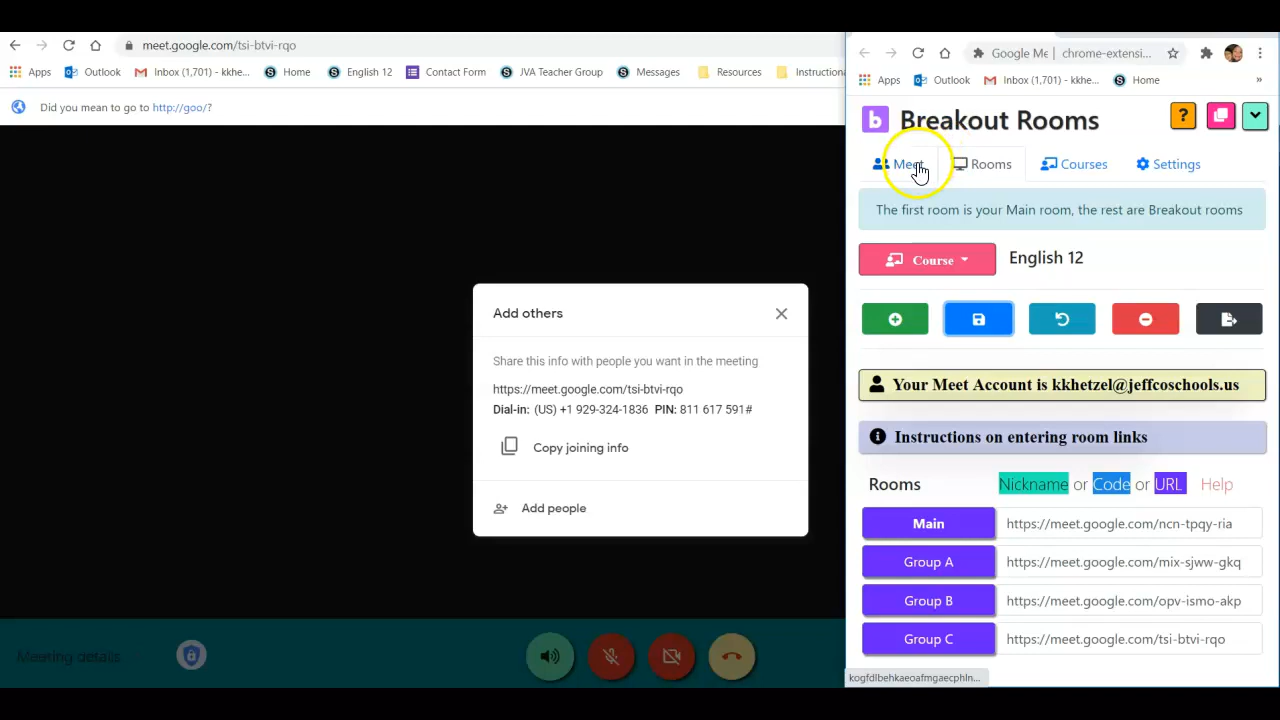 meet.google.com/tsi-btvi-rqo
Apps Outlook Inbox (1,701) - kkhe... Home English 12 Contact Form JVA Teacher Group Messages Resources Instructiona
Did you mean to go to http://goo/?
Add others
Share this info with people you want in the meeting
https://meet.google.com/tsi-btvi-rqo
Dial-in: (US) +1 929-324-1836 PIN: 811 617 591#
Copy joining info
Add people
Meeting details
Google Me | chrome-extensi...
Apps Outlook Inbox (1,701) - kkhe... Home »
b Breakout Rooms ?
Meet Rooms Courses Settings
The first room is your Main room, the rest are Breakout rooms
Course English 12
Your Meet Account is kkhetzel@jeffcoschools.us
Instructions on entering room links
Rooms Nickname or Code or URL Help
Main https://meet.google.com/ncn-tpqy-ria
Group A https://meet.google.com/mix-sjww-gkq
Group B https://meet.google.com/opv-ismo-akp
Group C https://meet.google.com/tsi-btvi-rqo
kogfdlbehkaeoafmgaecphln...